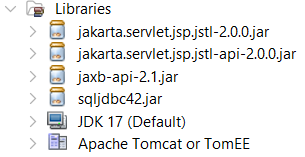 Libraries
jakarta.servlet.jsp.jstl-2.0.0.jar
jakarta.servlet.jsp.jstl-api-2.0.0.jar
jaxb-api-2.1.jar
sqljdbc42.jar
JDK 17 (Default)
Apache Tomcat or TomEE